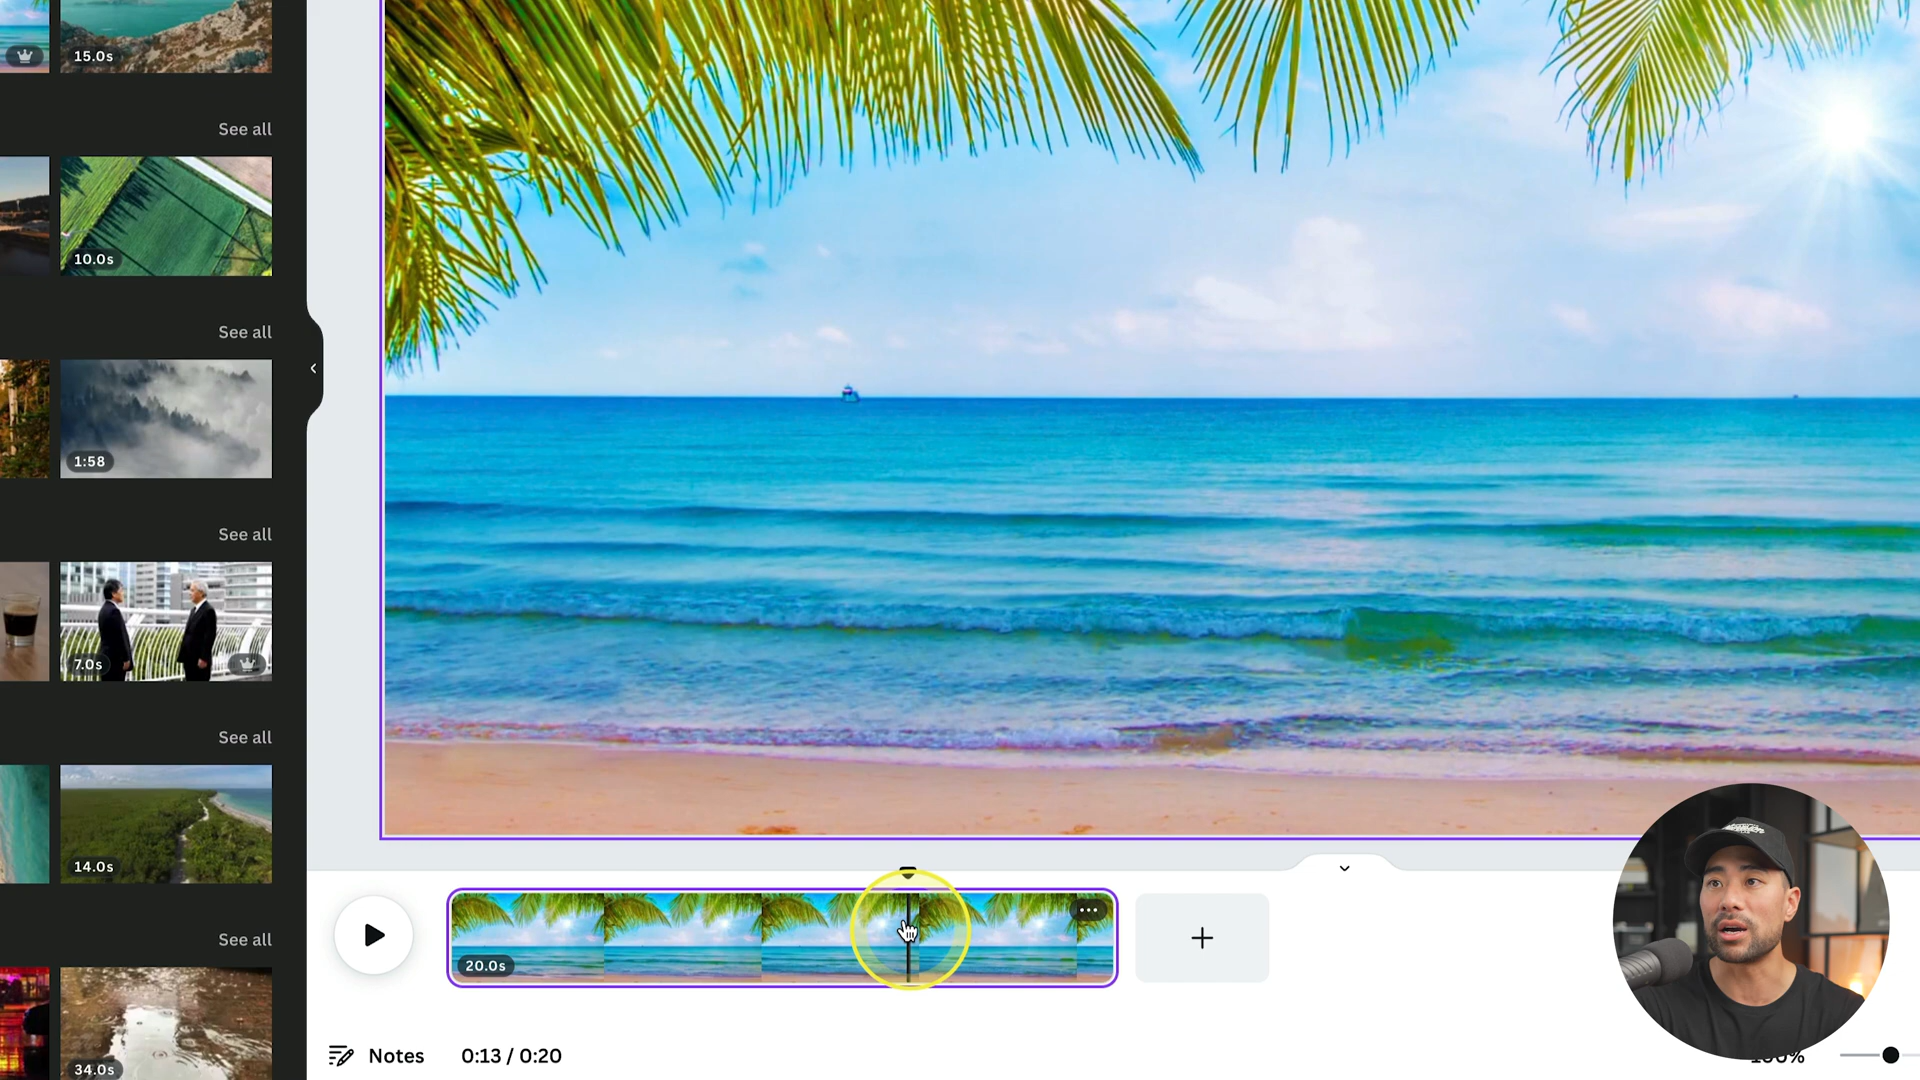 15.0s
See all
10.0s
See all
1:58
See all
7.0s
See all
14.0s
See all
34.0s
20.0s
Notes
0:13 / 0:20